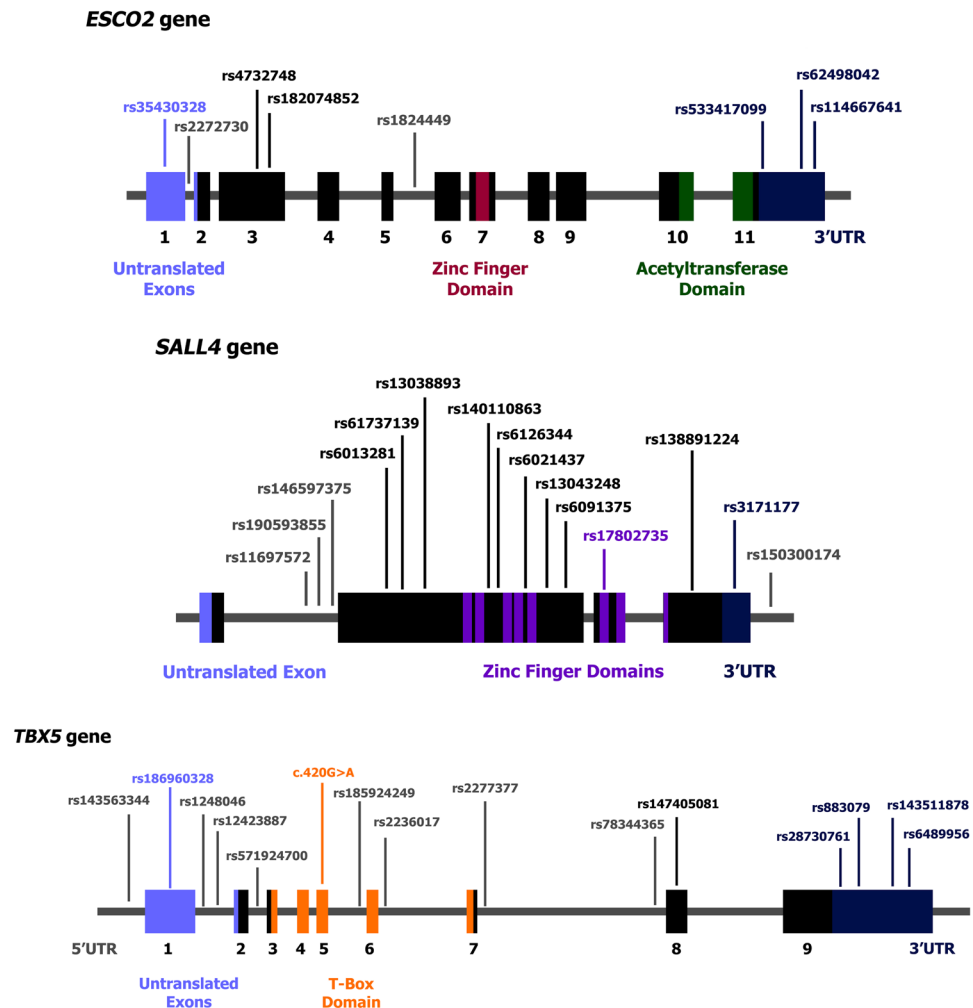 ESCO2 gene
rs4732748
rs62498042
rs182074852
rs35430328
rs533417099
rs114667641
rs2272730
rs1824449
1 2 3 4 5 6 7 8 9 10 11 3'UTR
Untranslated
Exons
Zinc Finger
Domain
Acetyltransferase
Domain
SALL4 gene
rs13038893
rs61737139
rs140110863
rs6013281
rs6126344
rs138891224
rs6021437
rs146597375
rs13043248
rs190593855
rs6091375
rs3171177
rs11697572
rs17802735
rs150300174
Untranslated Exon
Zinc Finger Domains
3'UTR
TBX5 gene
rs186960328
c.420G>A
rs143563344
rs1248046
rs185924249
rs2277377
rs147405081
rs883079
rs143511878
rs12423887
rs2236017
rs78344365
rs28730761
rs6489956
rs571924700
5'UTR 1 2 3 4 5 6 7 8 9 3'UTR
Untranslated
Exons
T-Box
Domain